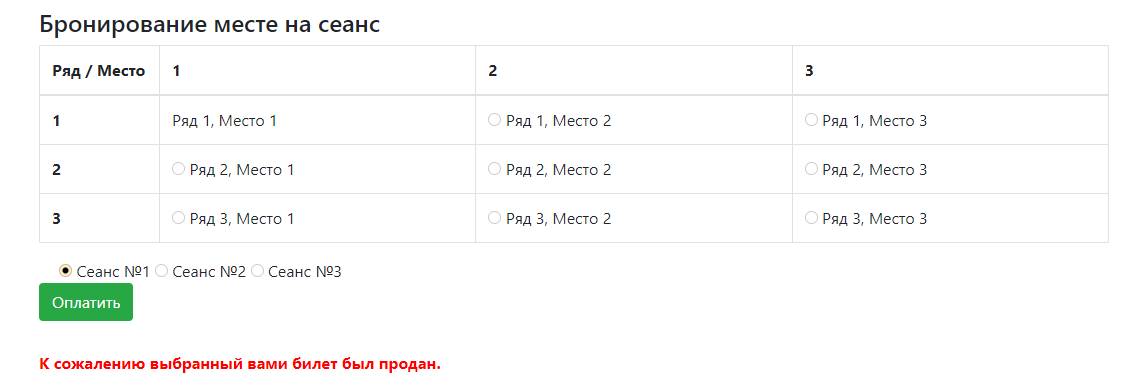 Бронирование месте на сеанс
Ряд / Место 1 2 3
1 Ряд 1, Место 1 Ряд 1, Место 2 Ряд 1, Место 3
2 Ряд 2, Место 1 Ряд 2, Место 2 Ряд 2, Место 3
3 Ряд 3, Место 1 Ряд 3, Место 2 Ряд 3, Место 3
Сеанс №1 Сеанс №2 Сеанс №3
Оплатить
К сожалению выбранный вами билет был продан.